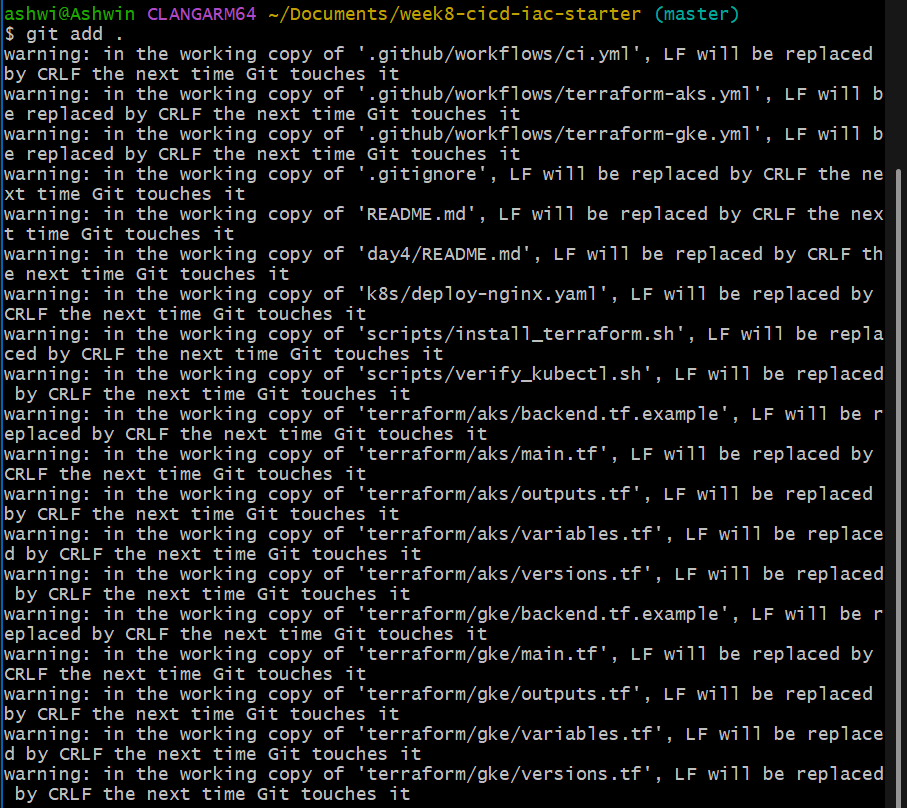 ashwi@Ashwin CLANGARM64 ~/Documents/week8-cicd-iac-starter (master)
$ git add .
warning: in the working copy of '.github/workflows/ci.yml', LF will be replaced
by CRLF the next time Git touches it
warning: in the working copy of '.github/workflows/terraform-aks.yml', LF will b
e replaced by CRLF the next time Git touches it
warning: in the working copy of '.github/workflows/terraform-gke.yml', LF will b
e replaced by CRLF the next time Git touches it
warning: in the working copy of '.gitignore', LF will be replaced by CRLF the ne
xt time Git touches it
warning: in the working copy of 'README.md', LF will be replaced by CRLF the nex
t time Git touches it
warning: in the working copy of 'day4/README.md', LF will be replaced by CRLF th
e next time Git touches it
warning: in the working copy of 'k8s/deploy-nginx.yaml', LF will be replaced by
CRLF the next time Git touches it
warning: in the working copy of 'scripts/install_terraform.sh', LF will be repla
ced by CRLF the next time Git touches it
warning: in the working copy of 'scripts/verify_kubectl.sh', LF will be replaced
 by CRLF the next time Git touches it
warning: in the working copy of 'terraform/aks/backend.tf.example', LF will be r
eplaced by CRLF the next time Git touches it
warning: in the working copy of 'terraform/aks/main.tf', LF will be replaced by
CRLF the next time Git touches it
warning: in the working copy of 'terraform/aks/outputs.tf', LF will be replaced
by CRLF the next time Git touches it
warning: in the working copy of 'terraform/aks/variables.tf', LF will be replace
d by CRLF the next time Git touches it
warning: in the working copy of 'terraform/aks/versions.tf', LF will be replaced
 by CRLF the next time Git touches it
warning: in the working copy of 'terraform/gke/backend.tf.example', LF will be r
eplaced by CRLF the next time Git touches it
warning: in the working copy of 'terraform/gke/main.tf', LF will be replaced by
CRLF the next time Git touches it
warning: in the working copy of 'terraform/gke/outputs.tf', LF will be replaced
by CRLF the next time Git touches it
warning: in the working copy of 'terraform/gke/variables.tf', LF will be replace
d by CRLF the next time Git touches it
warning: in the working copy of 'terraform/gke/versions.tf', LF will be replaced
 by CRLF the next time Git touches it